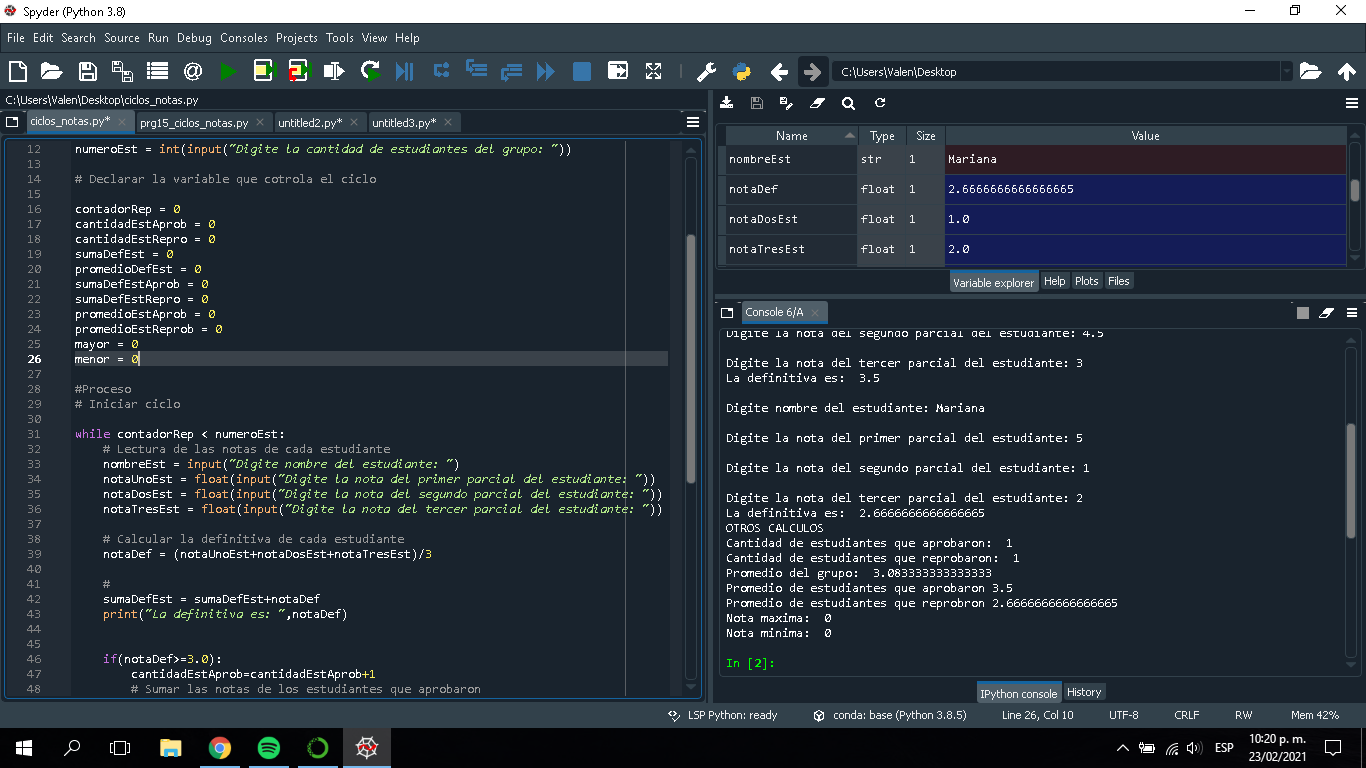 Spyder (Python 3.8)
File Edit Search Source Run Debug Consoles Projects Tools View Help
C:\Users\Valen\Desktop
C:\Users\Valen\Desktop\ciclos_notas.py
ciclos_notas.py* prg15_ciclos_notas.py untitled2.py* untitled3.py*
12 numeroEst = int(input("Digite la cantidad de estudiantes del grupo: "))
13
14 # Declarar la variable que cotrola el ciclo
15
16 contadorRep = 0
17 cantidadEstAprob = 0
18 cantidadEstRepro = 0
19 sumaDefEst = 0
20 promedioDefEst = 0
21 sumaDefEstAprob = 0
22 sumaDefEstRepro = 0
23 promedioEstAprob = 0
24 promedioEstReprob = 0
25 mayor = 0
26 menor = 0
27
28 #Proceso
29 # Iniciar ciclo
30
31 while contadorRep < numeroEst:
32 # Lectura de las notas de cada estudiante
33 nombreEst = input("Digite nombre del estudiante: ")
34 notaUnoEst = float(input("Digite la nota del primer parcial del estudiante: "))
35 notaDosEst = float(input("Digite la nota del segundo parcial del estudiante: "))
36 notaTresEst = float(input("Digite la nota del tercer parcial del estudiante: "))
37
38 # Calcular la definitiva de cada estudiante
39 notaDef = (notaUnoEst+notaDosEst+notaTresEst)/3
40
41 #
42 sumaDefEst = sumaDefEst+notaDef
43 print("La definitiva es: ",notaDef)
44
45
46 if(notaDef>=3.0):
47 cantidadEstAprob=cantidadEstAprob+1
48 # Sumar las notas de los estudiantes que aprobaron
Name Type Size Value
nombreEst str 1 Mariana
notaDef float 1 2.6666666666666665
notaDosEst float 1 1.0
notaTresEst float 1 2.0
Variable explorer Help Plots Files
Console 6/A
Digite la nota del segundo parcial del estudiante: 4.5
Digite la nota del tercer parcial del estudiante: 3
La definitiva es:  3.5
Digite nombre del estudiante: Mariana
Digite la nota del primer parcial del estudiante: 5
Digite la nota del segundo parcial del estudiante: 1
Digite la nota del tercer parcial del estudiante: 2
La definitiva es:  2.6666666666666665
OTROS CALCULOS
Cantidad de estudiantes que aprobaron:  1
Cantidad de estudiantes que reprobaron:  1
Promedio del grupo:  3.083333333333333
Promedio de estudiantes que aprobaron 3.5
Promedio de estudiantes que reprobron 2.6666666666666665
Nota maxima:  0
Nota minima:  0
In [2]:
IPython console History
LSP Python: ready conda: base (Python 3.8.5) Line 26, Col 10 UTF-8 CRLF RW Mem 42%
ESP
10:20 p. m.
23/02/2021